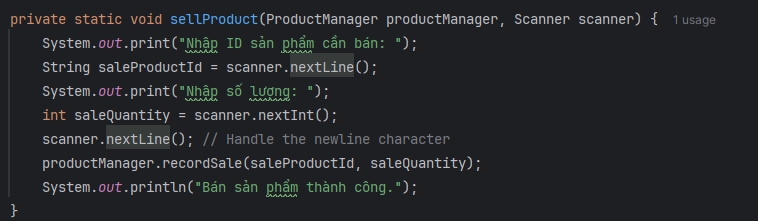 private static void sellProduct(ProductManager productManager, Scanner scanner) { 1 usage
System.out.print("Nhập ID sản phẩm cần bán: ");
String saleProductId = scanner.nextLine();
System.out.print("Nhập số lượng: ");
int saleQuantity = scanner.nextInt();
scanner.nextLine(); // Handle the newline character
productManager.recordSale(saleProductId, saleQuantity);
System.out.println("Bán sản phẩm thành công.");
}